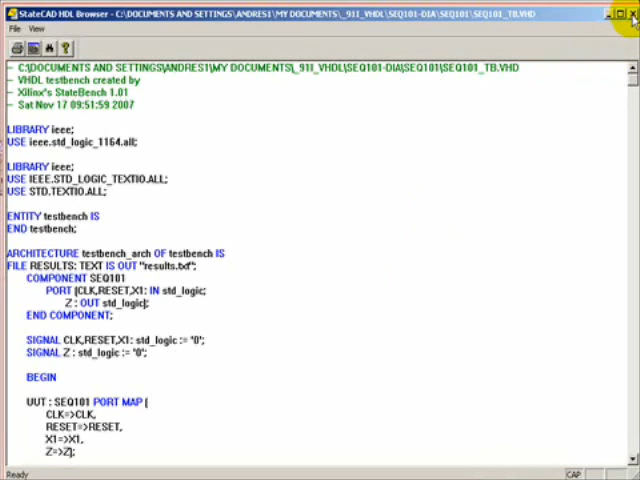 StateCAD HDL Browser - C:\DOCUMENTS AND SETTINGS\ANDRES1\MY DOCUMENTS\_911_VHDL\SEQ101-DIA\SEQ101\SEQ101_TB.VHD
File View
-- C:\DOCUMENTS AND SETTINGS\ANDRES1\MY DOCUMENTS\_911_VHDL\SEQ101-DIA\SEQ101\SEQ101_TB.VHD
-- VHDL testbench created by
-- Xilinx's StateBench 1.01
-- Sat Nov 17 09:51:59 2007
LIBRARY ieee;
USE ieee.std_logic_1164.all;
LIBRARY ieee;
USE IEEE.STD_LOGIC_TEXTIO.ALL;
USE STD.TEXTIO.ALL;
ENTITY testbench IS
END testbench;
ARCHITECTURE testbench_arch OF testbench IS
FILE RESULTS: TEXT IS OUT "results.txt";
COMPONENT SEQ101
PORT (CLK,RESET,X1: IN std_logic;
Z : OUT std_logic);
END COMPONENT;
SIGNAL CLK,RESET,X1: std_logic := '0';
SIGNAL Z : std_logic := '0';
BEGIN
UUT : SEQ101 PORT MAP (
CLK=>CLK,
RESET=>RESET,
X1=>X1,
Z=>Z);
Ready CAP